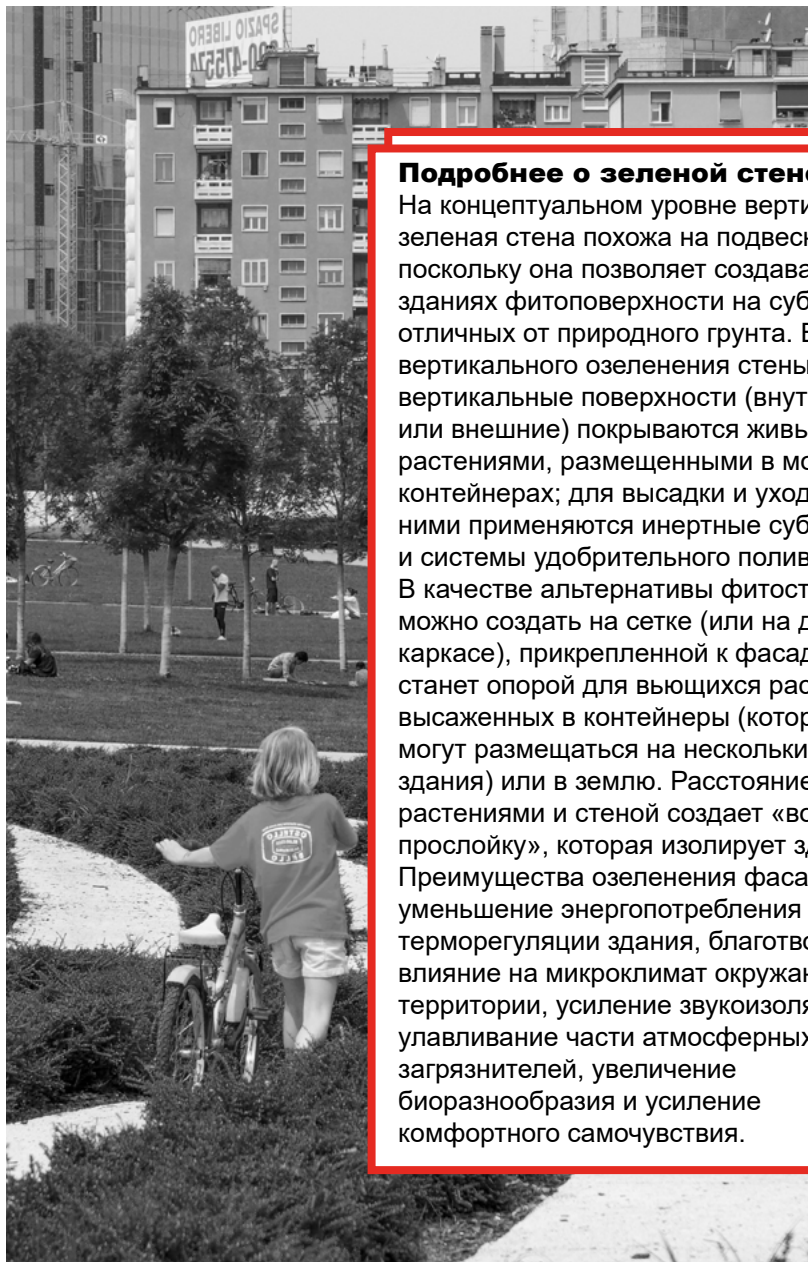 SPAZIO LIBERO
Подробнее о зеленой стен
На концептуальном уровне верти
зеленая стена похожа на подвесн
поскольку она позволяет создава
зданиях фитоповерхности на суб
отличных от природного грунта.
вертикального озеленения стены
вертикальные поверхности (внут
или внешние) покрываются живы
растениями, размещенными в мо
контейнерах; для высадки и уход
ними применяются инертные суб
и системы удобрительного полив
В качестве альтернативы фитост
можно создать на сетке (или на д
каркасе), прикрепленной к фасад
станет опорой для вьющихся рас
высаженных в контейнеры (котор
могут размещаться на нескольки
здания) или в землю. Расстояние
растениями и стеной создает «во
прослойку», которая изолирует зд
Преимущества озеленения фаса
уменьшение энергопотребления
терморегуляции здания, благотво
влияние на микроклимат окружа
территории, усиление звукоизоля
улавливание части атмосферных
загрязнителей, увеличение
биоразнообразия и усиление
комфортного самочувствия.
OSTELLO
BELLO